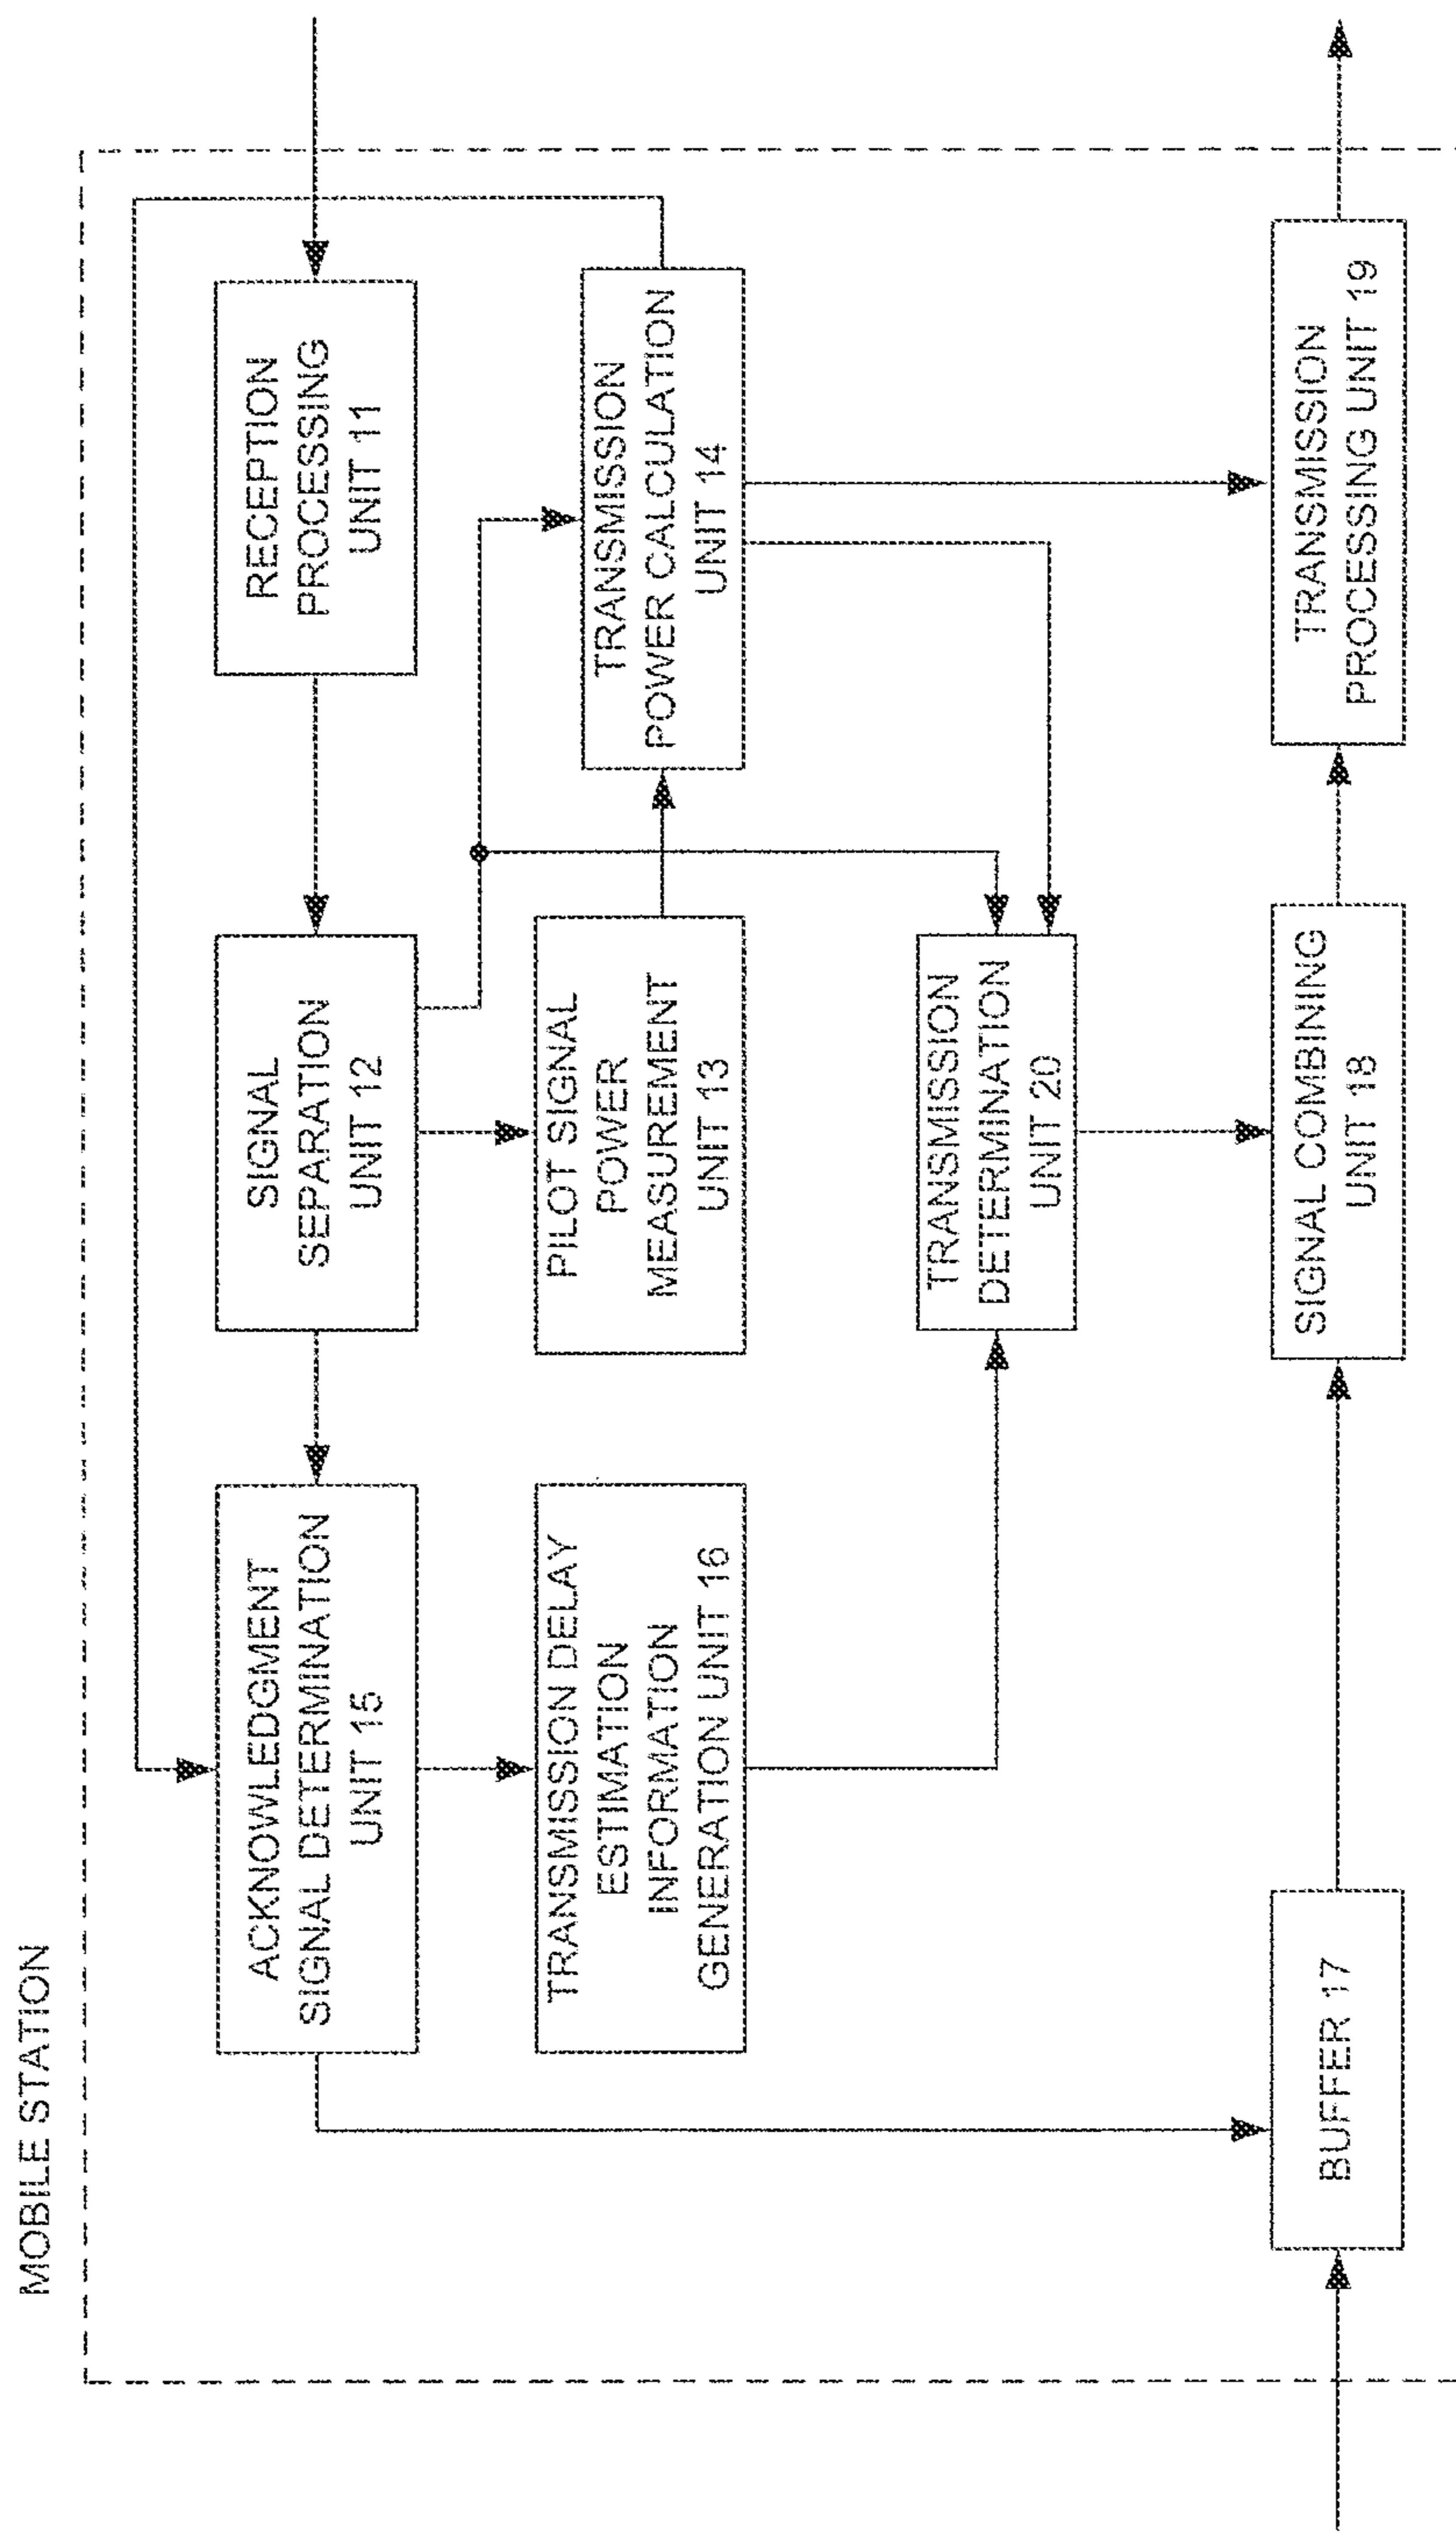 MOBILE STATION
ACKNOWLEDGMENT
SIGNAL DETERMINATION
UNIT 15
SIGNAL
SEPARATION
UNIT 12
RECEPTION
PROCESSING
UNIT 11
TRANSMISSION DELAY
ESTIMATION
INFORMATION
GENERATION UNIT 16
PILOT SIGNAL
POWER
MEASUREMENT
UNIT 13
TRANSMISSION
POWER CALCULATION
UNIT 14
TRANSMISSION
DETERMINATION
UNIT 20
BUFFER 17
SIGNAL COMBINING
UNIT 18
TRANSMISSION
PROCESSING UNIT 19